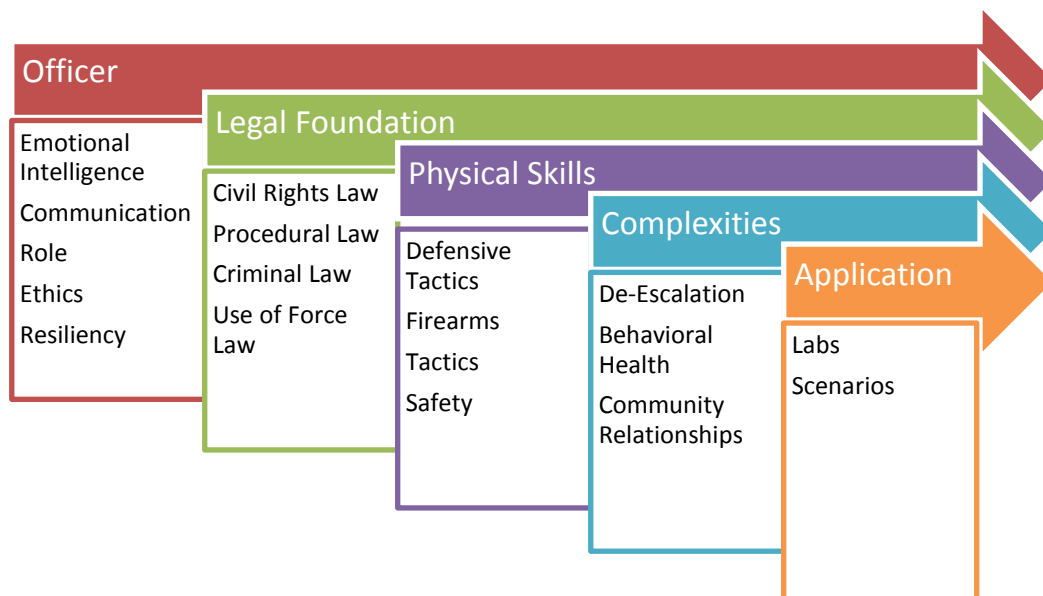 Officer
Emotional
Intelligence
Communication
Role
Ethics
Resiliency
Legal Foundation
Civil Rights Law
Procedural Law
Criminal Law
Use of Force
Law
Physical Skills
Defensive
Tactics
Firearms
Tactics
Safety
Complexities
De-Escalation
Behavioral
Health
Community
Relationships
Application
Labs
Scenarios